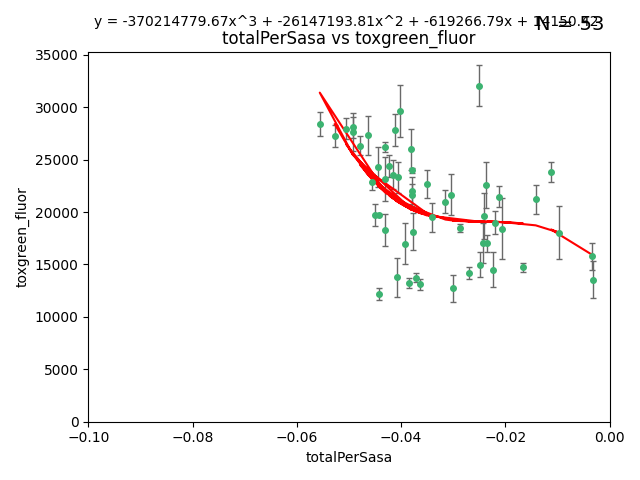 y = -370214779.67x^3 + -26147193.81x^2 + -619266.79x +
N = 53
totalPerSasa vs toxgreen_fluor
35000
30000
25000
20000
15000
10000
5000
0
toxgreen_fluor
−0.10
−0.08
−0.06
−0.04
−0.02
0.00
totalPerSasa